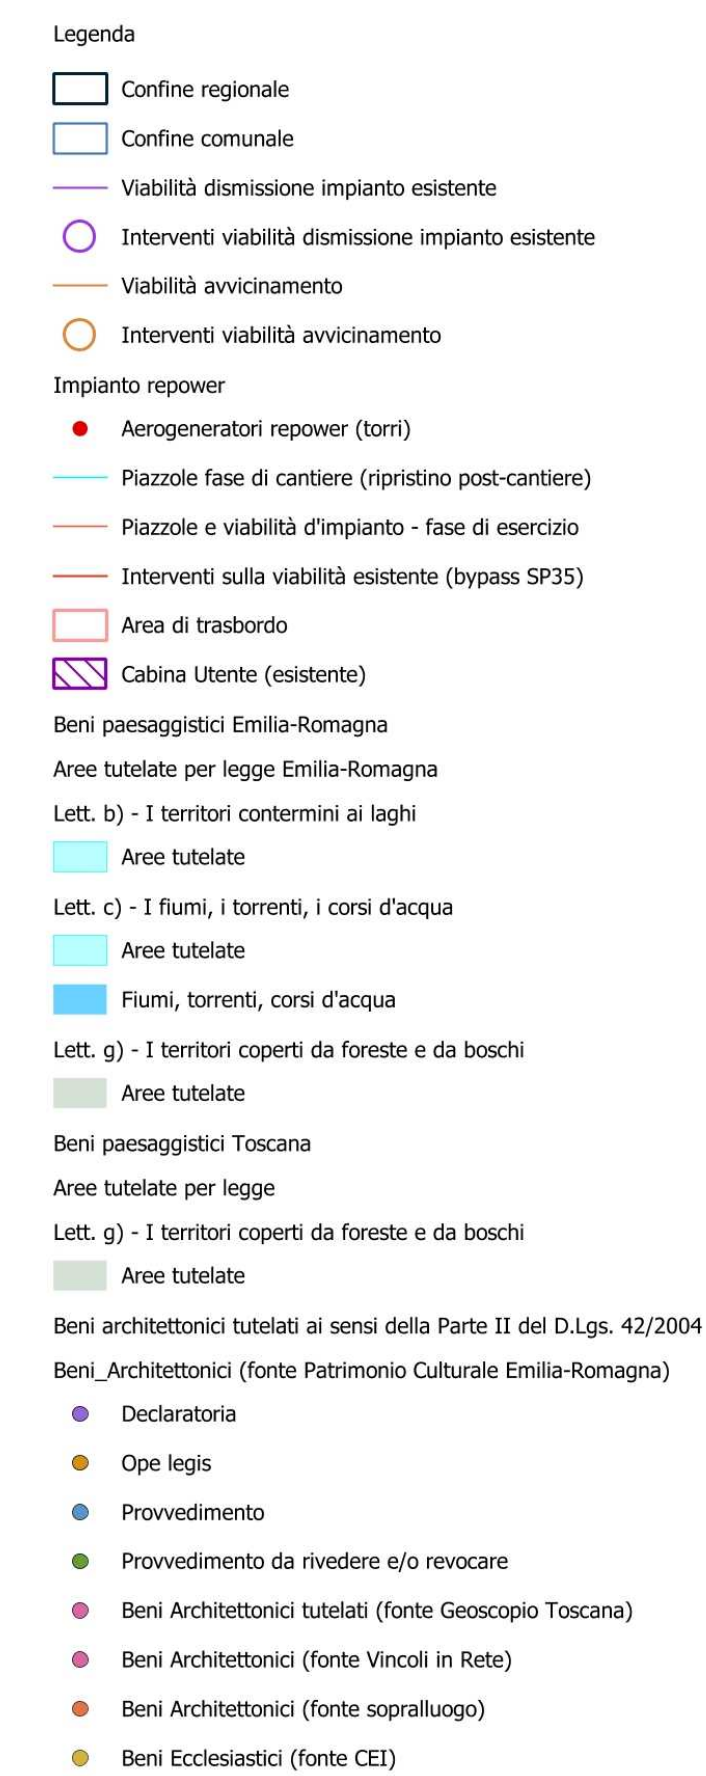 Legenda
Confine regionale
Confine comunale
Viabilità dismissione impianto esistente
Interventi viabilità dismissione impianto esistente
Viabilità avvicinamento
Interventi viabilità avvicinamento
Impianto repower
Aerogeneratori repower (torri)
Piazzole fase di cantiere (ripristino post-cantiere)
Piazzole e viabilità d'impianto - fase di esercizio
Interventi sulla viabilità esistente (bypass SP35)
Area di trasbordo
Cabina Utente (esistente)
Beni paesaggistici Emilia-Romagna
Aree tutelate per legge Emilia-Romagna
Lett. b) - I territori contermini ai laghi
Aree tutelate
Lett. c) - I fiumi, i torrenti, i corsi d'acqua
Aree tutelate
Fiumi, torrenti, corsi d'acqua
Lett. g) - I territori coperti da foreste e da boschi
Aree tutelate
Beni paesaggistici Toscana
Aree tutelate per legge
Lett. g) - I territori coperti da foreste e da boschi
Aree tutelate
Beni architettonici tutelati ai sensi della Parte II del D.Lgs. 42/2004
Beni_Architettonici (fonte Patrimonio Culturale Emilia-Romagna)
Declaratoria
Ope legis
Provvedimento
Provvedimento da rivedere e/o revocare
Beni Architettonici tutelati (fonte Geoscopio Toscana)
Beni Architettonici (fonte Vincoli in Rete)
Beni Architettonici (fonte sopralluogo)
Beni Ecclesiastici (fonte CEI)